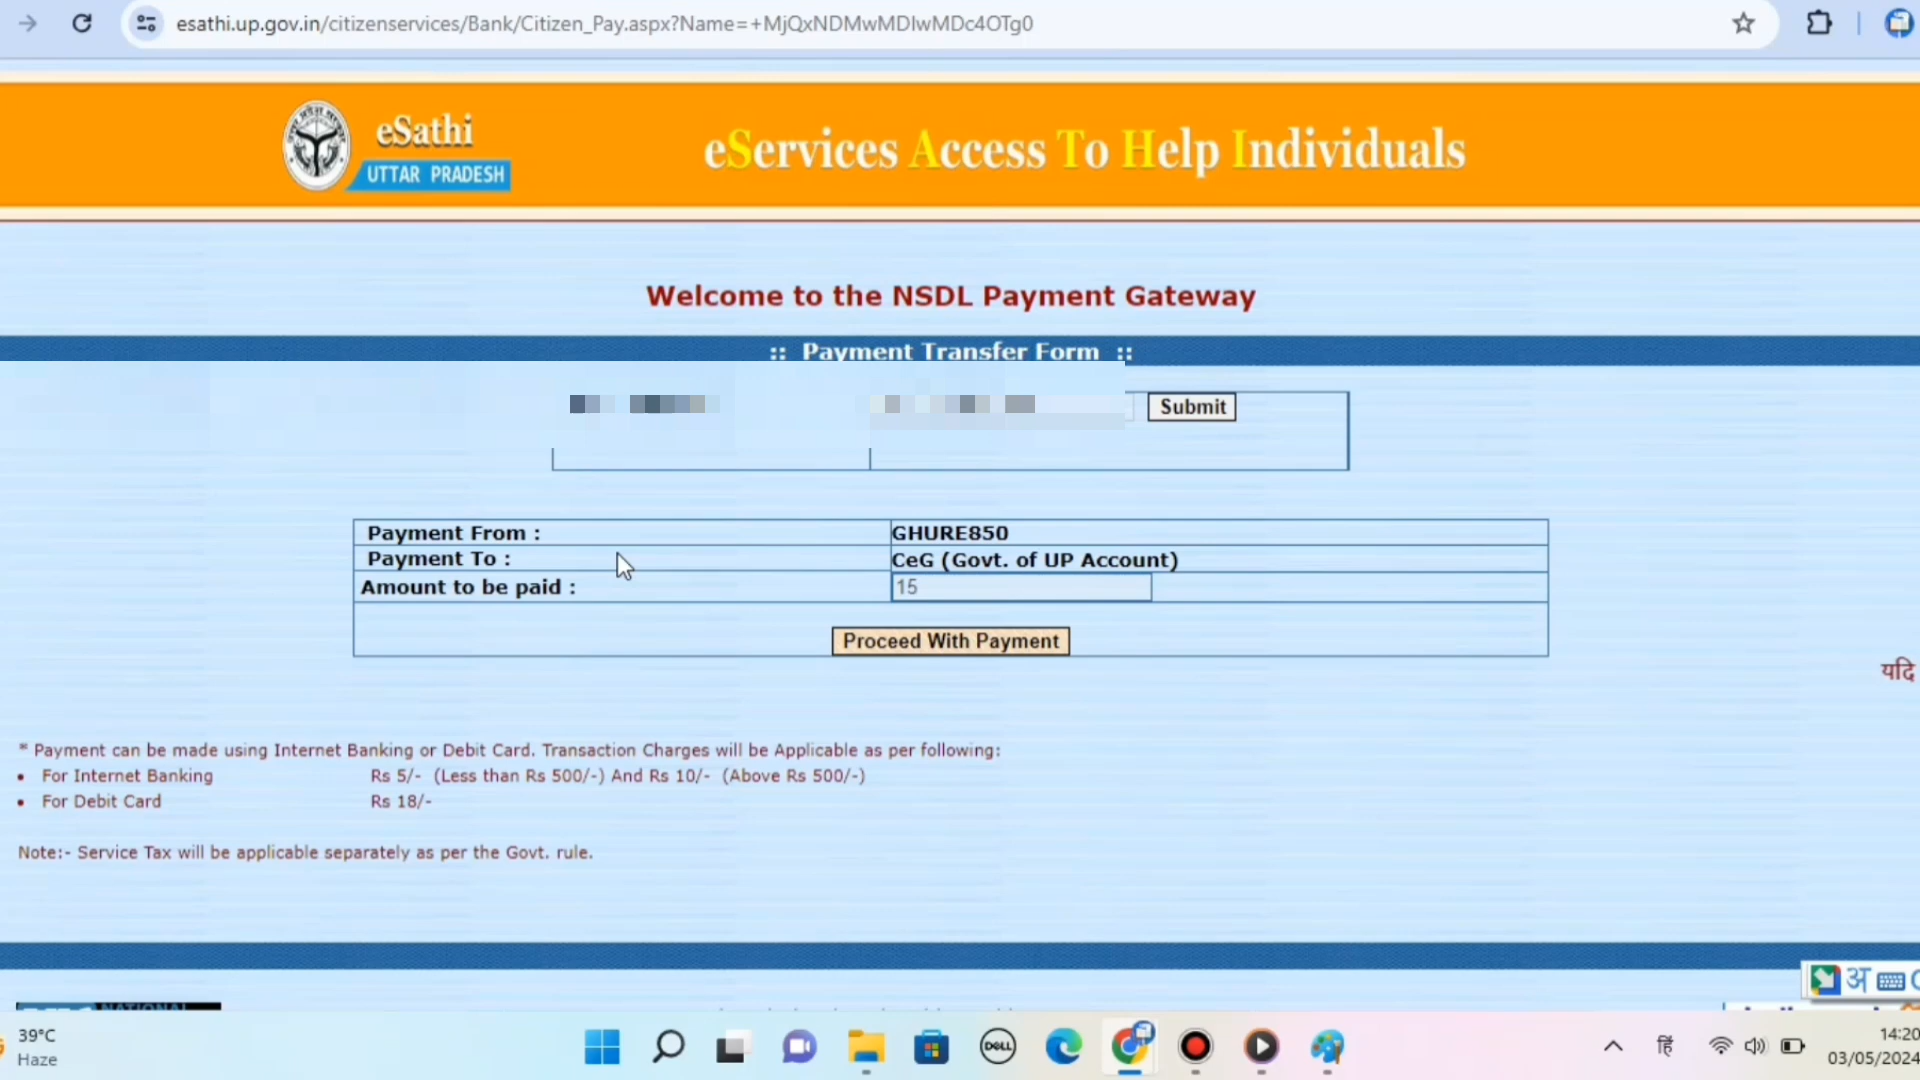 esathi.up.gov.in/citizenservices/Bank/Citizen_Pay.aspx?Name=+MjQxNDMwMDIwMDc4OTg0
eSathi
UTTAR PRADESH
eServices Access To Help Individuals
Welcome to the NSDL Payment Gateway
:: Payment Transfer Form ::
Submit
Payment From : GHURE850
Payment To : CeG (Govt. of UP Account)
Amount to be paid : 15
Proceed With Payment
यदि
* Payment can be made using Internet Banking or Debit Card. Transaction Charges will be Applicable as per following:
• For Internet Banking Rs 5/- (Less than Rs 500/-) And Rs 10/- (Above Rs 500/-)
• For Debit Card Rs 18/-
Note:- Service Tax will be applicable separately as per the Govt. rule.
अ
NATIONAL
39°C
Haze
DELL
हिं
14:20
03/05/2024